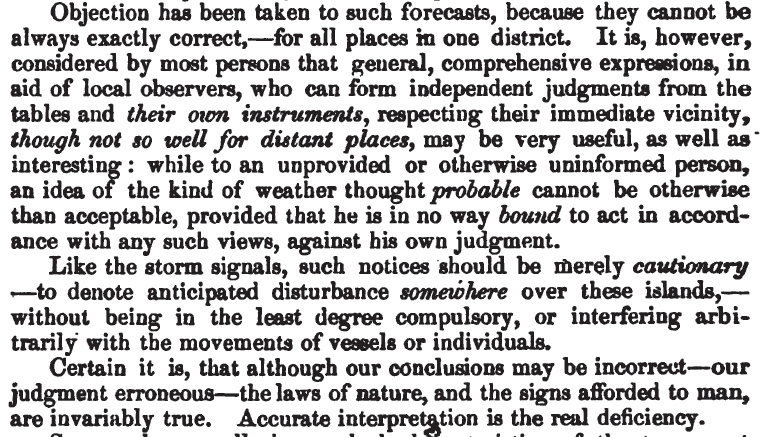 Objection has been taken to such forecasts, because they cannot be
always exactly correct,—for all places in one district. It is, however,
considered by most persons that general, comprehensive expressions, in
aid of local observers, who can form independent judgments from the
tables and their own instruments, respecting their immediate vicinity,
though not so well for distant places, may be very useful, as well as
interesting: while to an unprovided or otherwise uninformed person,
an idea of the kind of weather thought probable cannot be otherwise
than acceptable, provided that he is in no way bound to act in accord-
ance with any such views, against his own judgment.
Like the storm signals, such notices should be merely cautionary
—to denote anticipated disturbance somewhere over these islands,—
without being in the least degree compulsory, or interfering arbi-
trarily with the movements of vessels or individuals.
Certain it is, that although our conclusions may be incorrect—our
judgment erroneous—the laws of nature, and the signs afforded to man,
are invariably true. Accurate interpretation is the real deficiency.